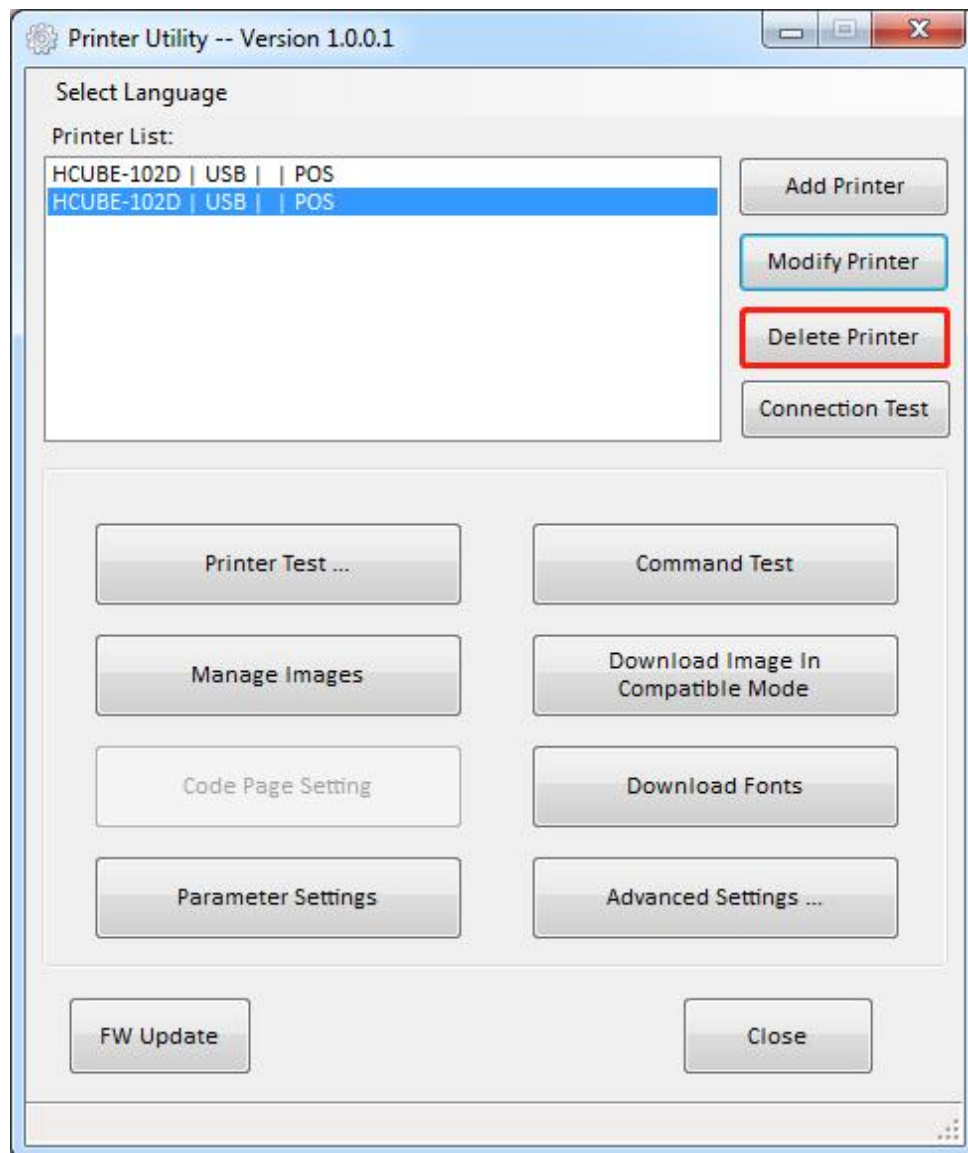 Printer Utility -- Version 1.0.0.1
Select Language
Printer List:
HCUBE-102D | USB | | POS
HCUBE-102D | USB | | POS
Add Printer
Modify Printer
Delete Printer
Connection Test
Printer Test ...
Command Test
Manage Images
Download Image In
Compatible Mode
Code Page Setting
Download Fonts
Parameter Settings
Advanced Settings ...
FW Update
Close